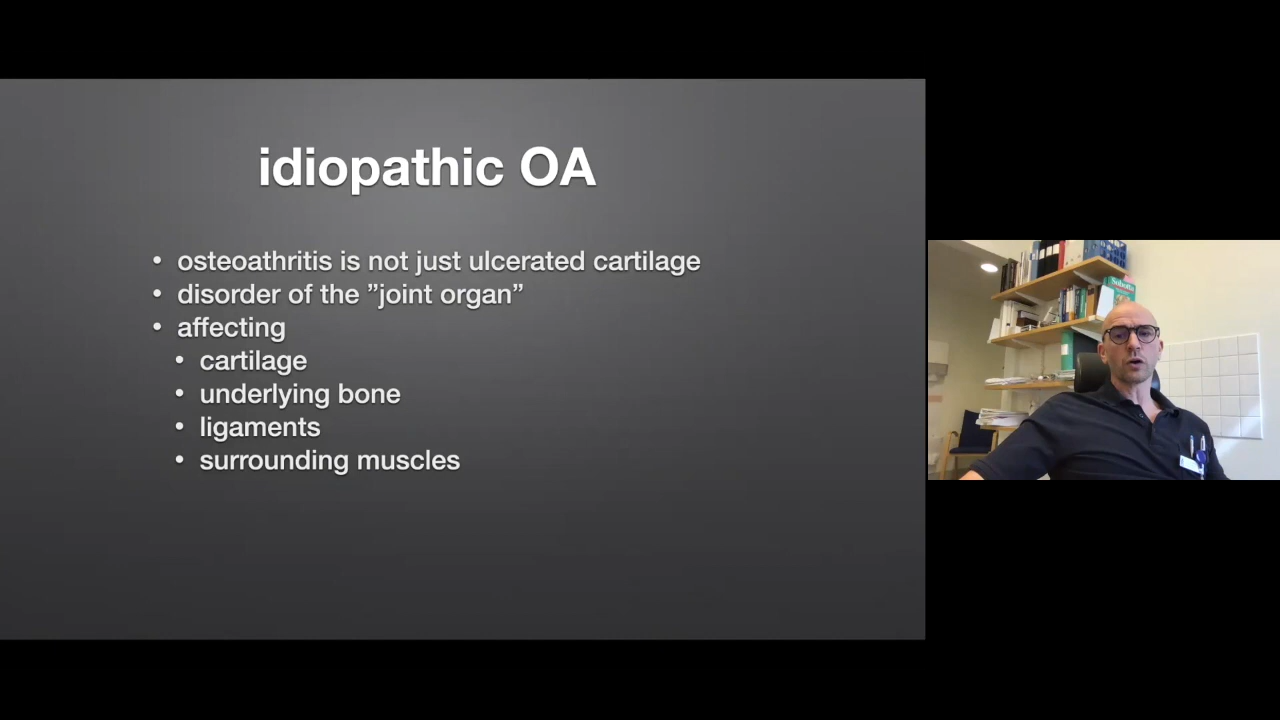 idiopathic OA
• osteoathritis is not just ulcerated cartilage
• disorder of the ”joint organ”
• affecting
• cartilage
• underlying bone
• ligaments
• surrounding muscles
Sobotta